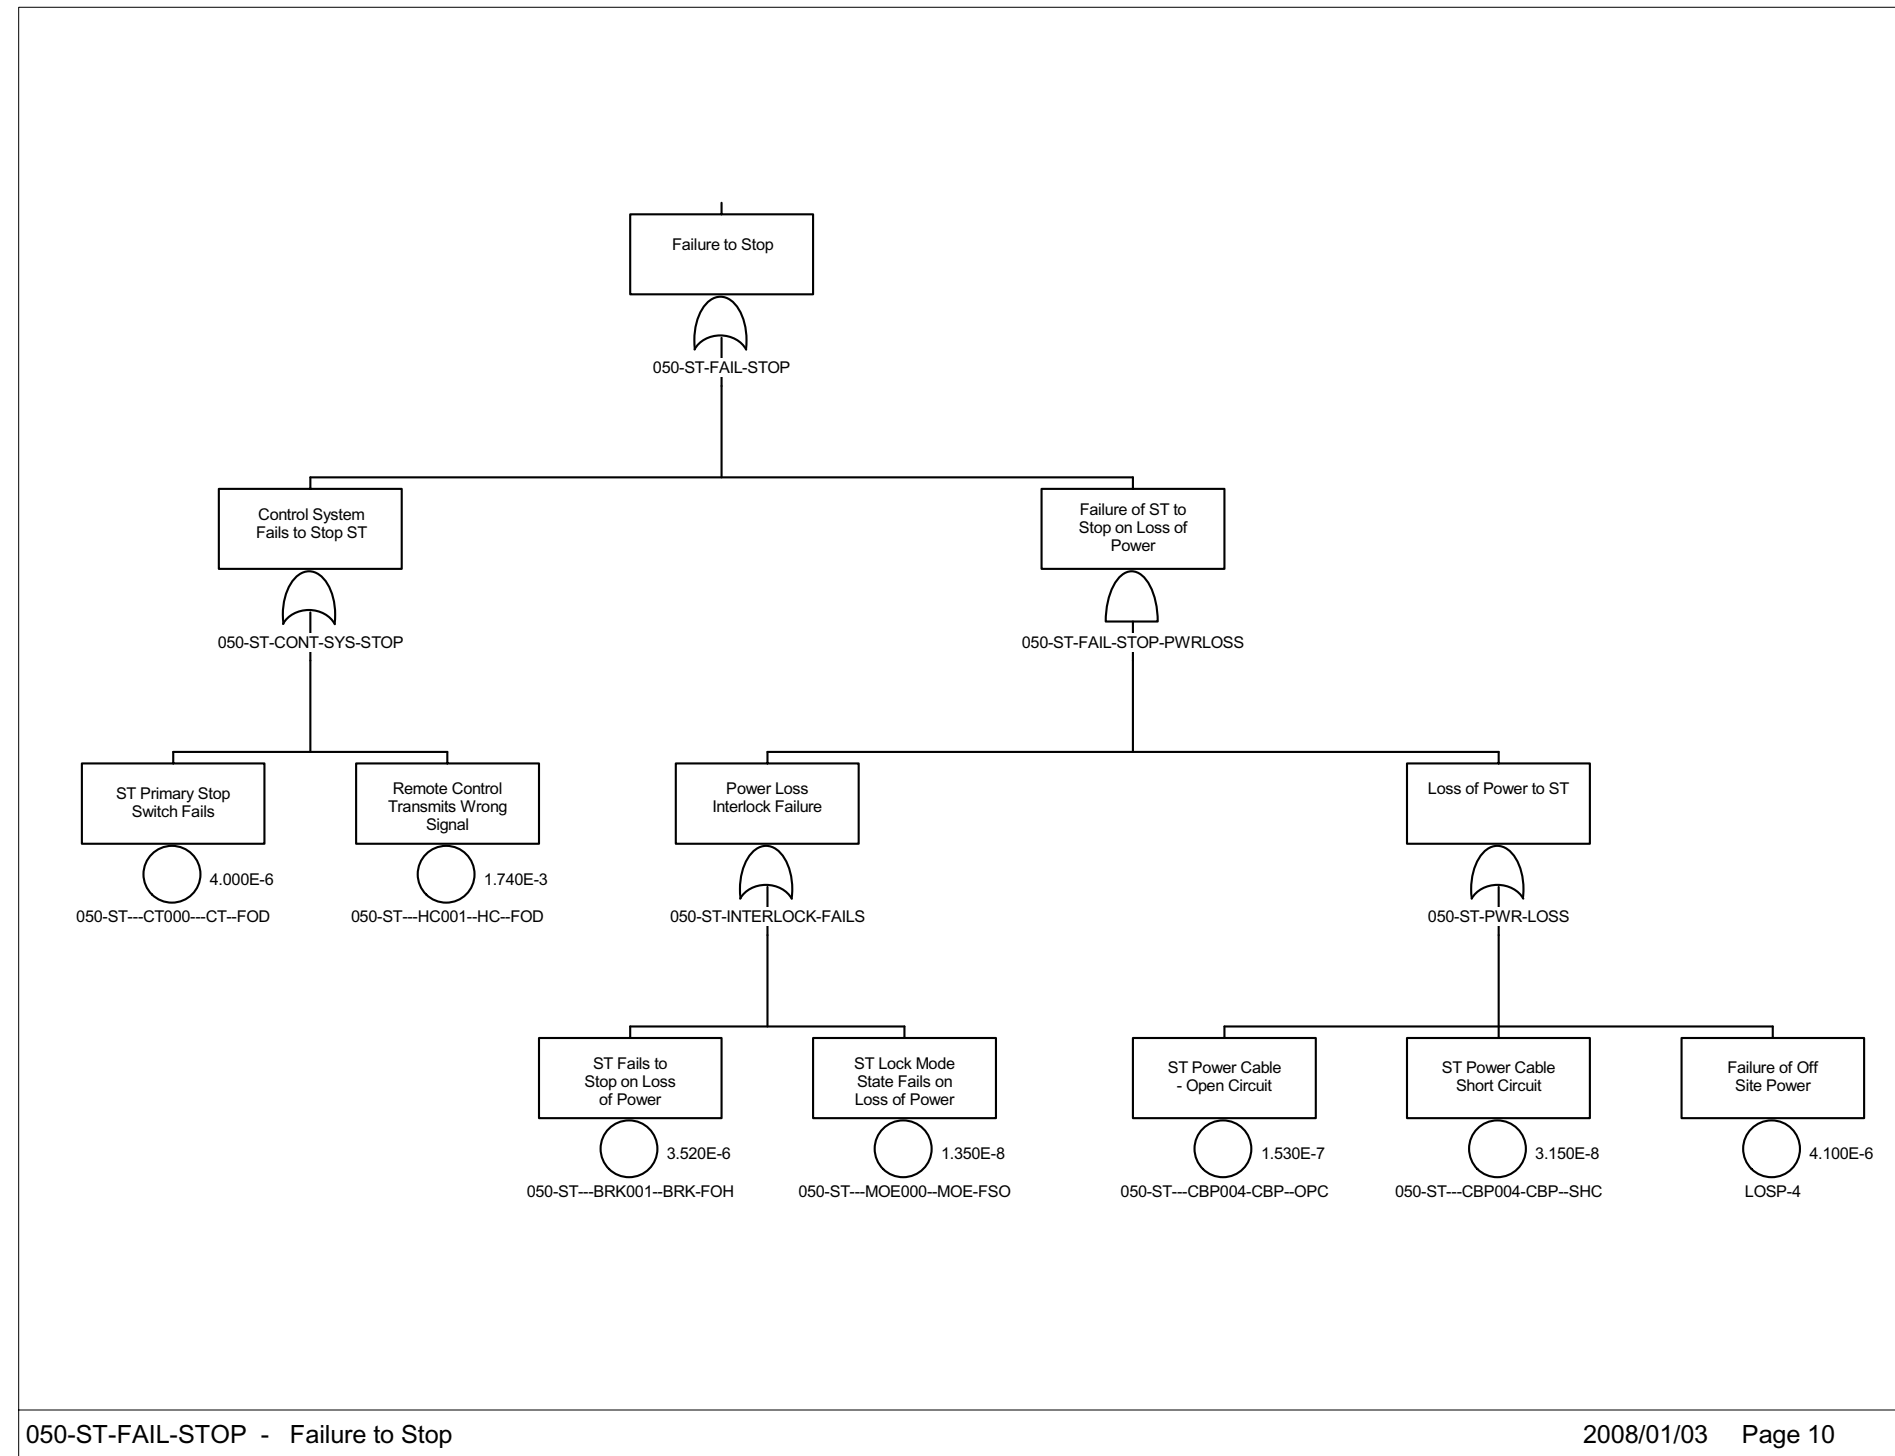 Failure to Stop
050-ST-FAIL-STOP
Control System
Fails to Stop ST
050-ST-CONT-SYS-STOP
Failure of ST to
Stop on Loss of
Power
050-ST-FAIL-STOP-PWRLOSS
ST Primary Stop
Switch Fails
4.000E-6
050-ST---CT000---CT--FOD
Remote Control
Transmits Wrong
Signal
1.740E-3
050-ST---HC001--HC--FOD
Power Loss
Interlock Failure
050-ST-INTERLOCK-FAILS
Loss of Power to ST
050-ST-PWR-LOSS
ST Fails to
Stop on Loss
of Power
3.520E-6
050-ST---BRK001--BRK-FOH
ST Lock Mode
State Fails on
Loss of Power
1.350E-8
050-ST---MOE000--MOE-FSO
ST Power Cable
- Open Circuit
1.530E-7
050-ST---CBP004-CBP--OPC
ST Power Cable
Short Circuit
3.150E-8
050-ST---CBP004-CBP--SHC
Failure of Off
Site Power
4.100E-6
LOSP-4
050-ST-FAIL-STOP - Failure to Stop
2008/01/03 Page 10